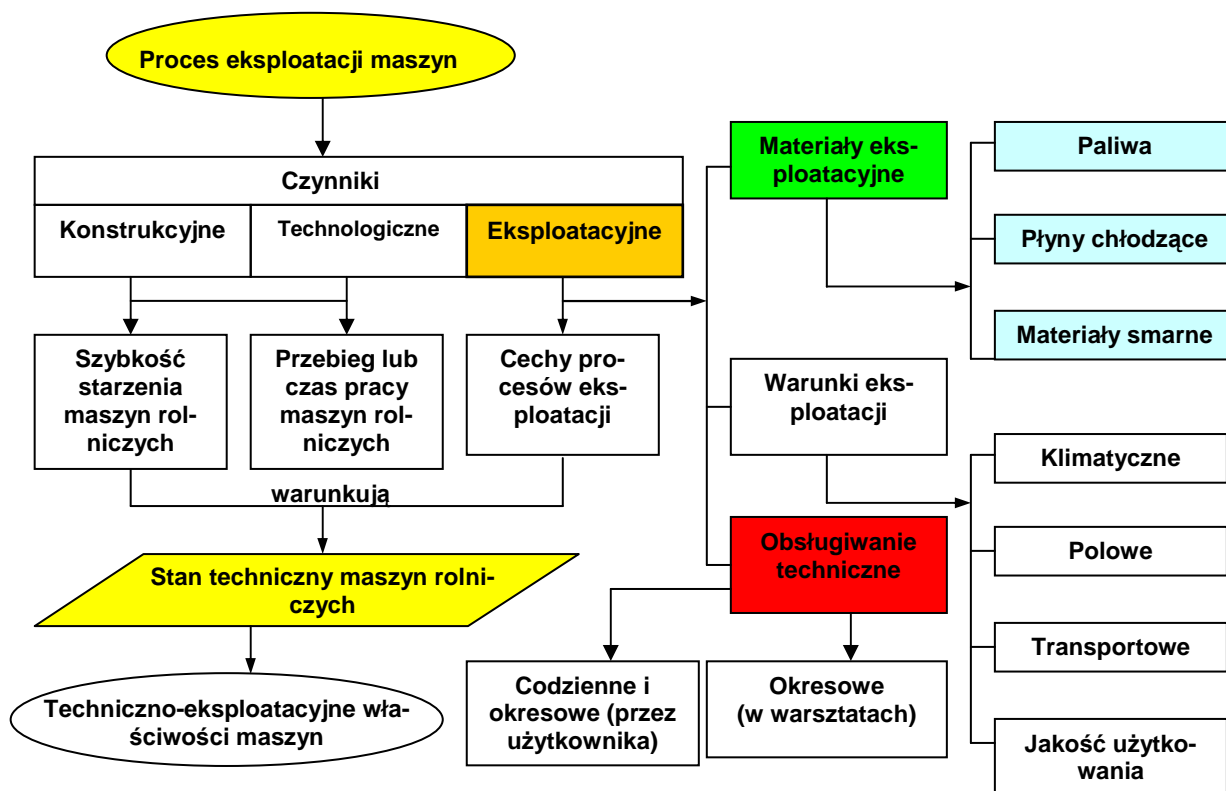 Proces eksploatacji maszyn
Czynniki
Konstrukcyjne
Technologiczne
Eksploatacyjne
Szybkość
starzenia
maszyn rol-
niczych
Przebieg lub
czas pracy
maszyn rol-
niczych
Cechy pro-
cesów eks-
ploatacji
warunkują
Stan techniczny maszyn rolni-
czych
Techniczno-eksploatacyjne wła-
ściwości maszyn
Materiały eks-
ploatacyjne
Paliwa
Płyny chłodzące
Materiały smarne
Warunki eks-
ploatacji
Klimatyczne
Polowe
Transportowe
Jakość użytko-
wania
Obsługiwanie
techniczne
Codzienne i
okresowe (przez
użytkownika)
Okresowe
(w warsztatach)